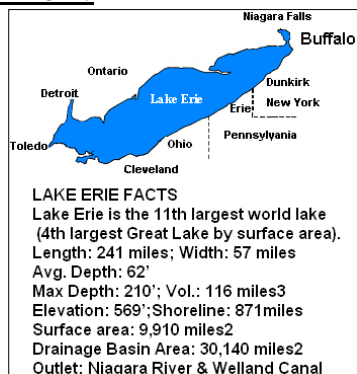 Niagara Falls
Buffalo
Ontario
Dunkirk
Detroit
Lake Erie
New York
Erie
Toledo
Ohio
Pennsylvania
Cleveland
LAKE ERIE FACTS
Lake Erie is the 11th largest world lake
(4th largest Great Lake by surface area).
Length: 241 miles; Width: 57 miles
Avg. Depth: 62'
Max Depth: 210'; Vol.: 116 miles3
Elevation: 569';Shoreline: 871miles
Surface area: 9,910 miles2
Drainage Basin Area: 30,140 miles2
Outlet: Niagara River & Welland Canal